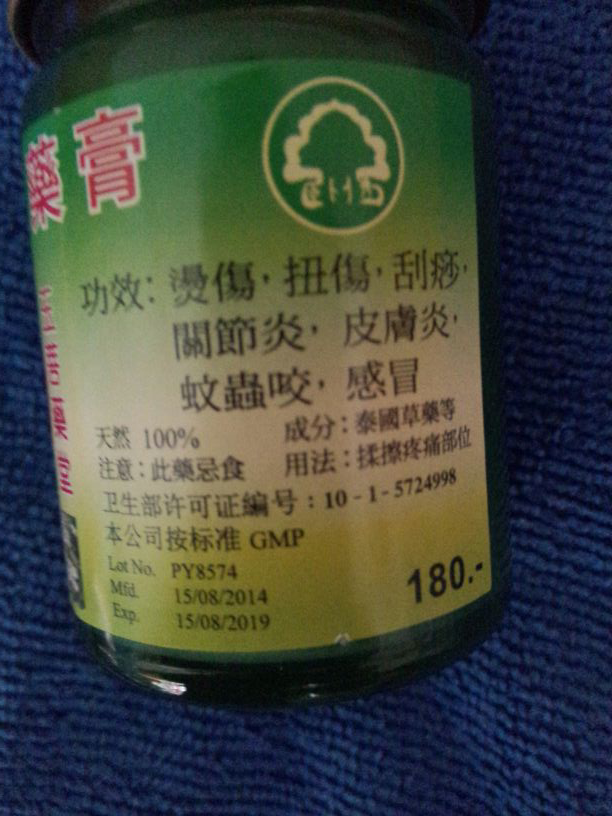 藥膏
功效：燙傷，扭傷，刮痧，
關節炎，皮膚炎，
蚊蟲咬，感冒
天然 100% 成分：泰國草藥等
注意：此藥忌食 用法：揉擦疼痛部位
卫生部许可证編号：10-1-5724998
本公司按标准 GMP
Lot No. PY8574
Mfd. 15/08/2014
Exp. 15/08/2019
180.-